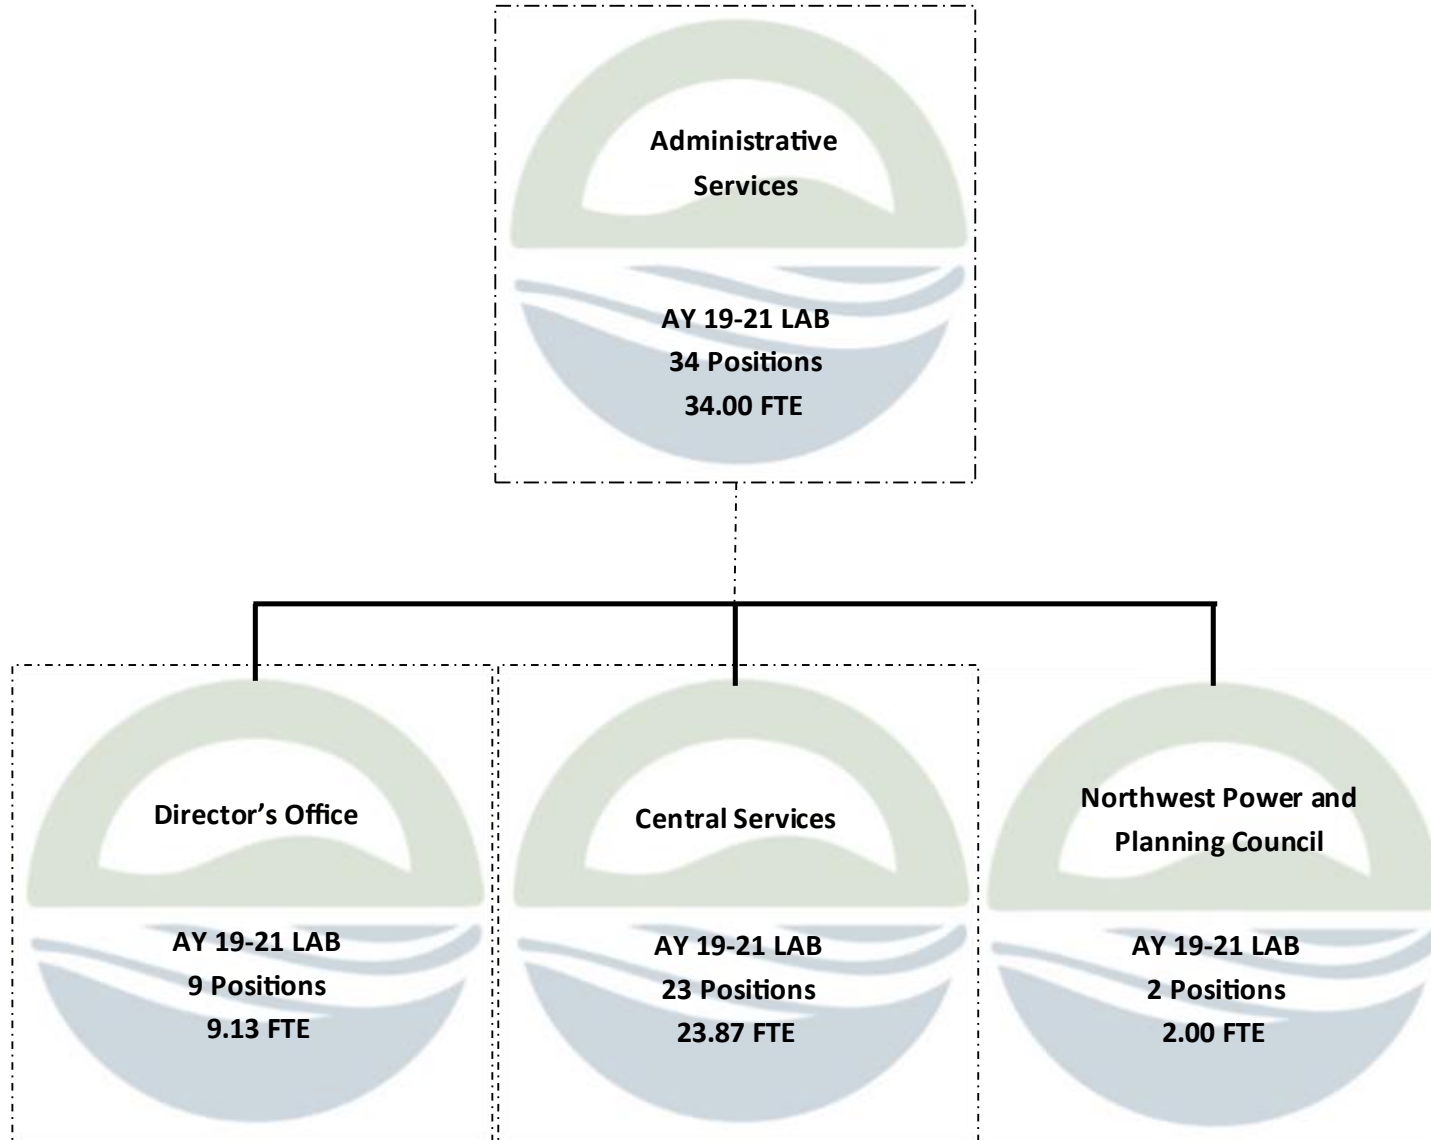 Administrative
Services
AY 19-21 LAB
34 Positions
34.00 FTE
Director’s Office
AY 19-21 LAB
9 Positions
9.13 FTE
Central Services
AY 19-21 LAB
23 Positions
23.87 FTE
Northwest Power and
Planning Council
AY 19-21 LAB
2 Positions
2.00 FTE